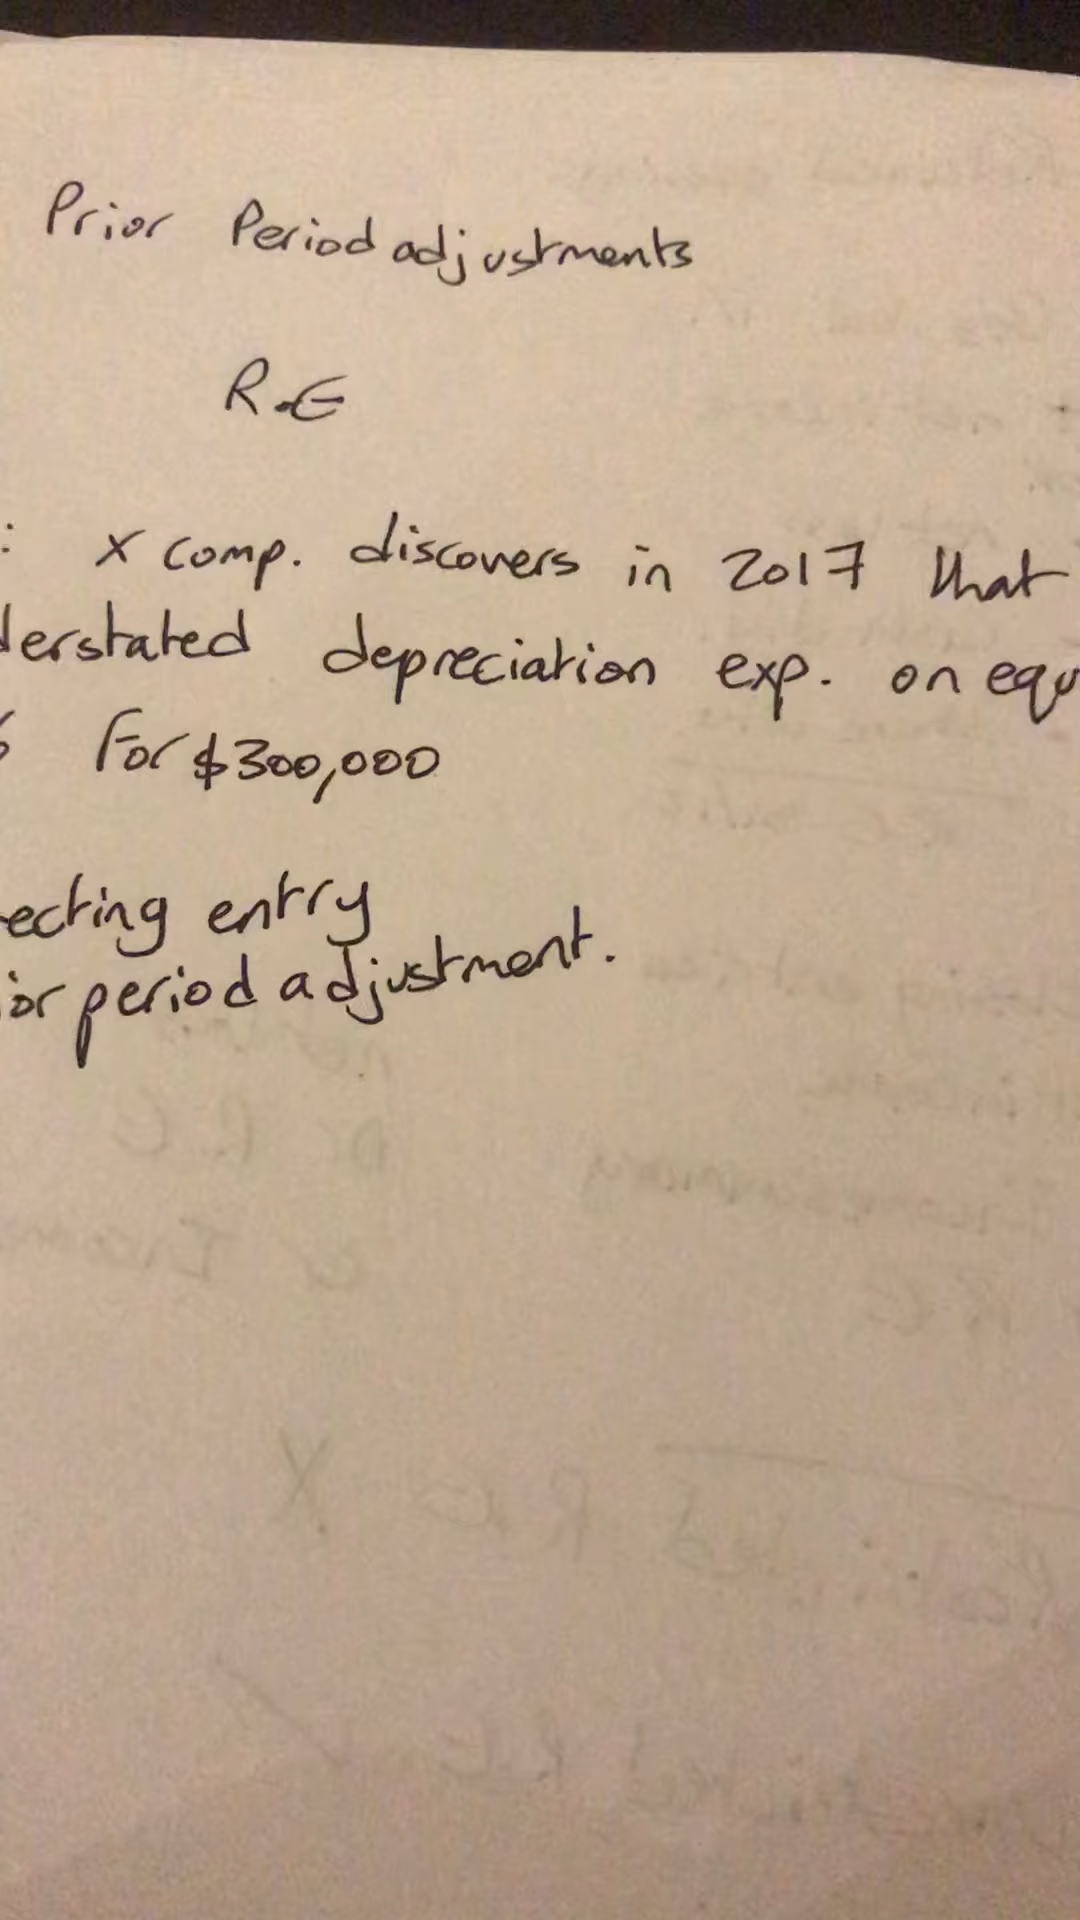 Prior Period adjustments
R.E
: X comp. discovers in 2017 that
derstated depreciation exp. on equ
For $300,000
ecting entry
ior period adjustment.